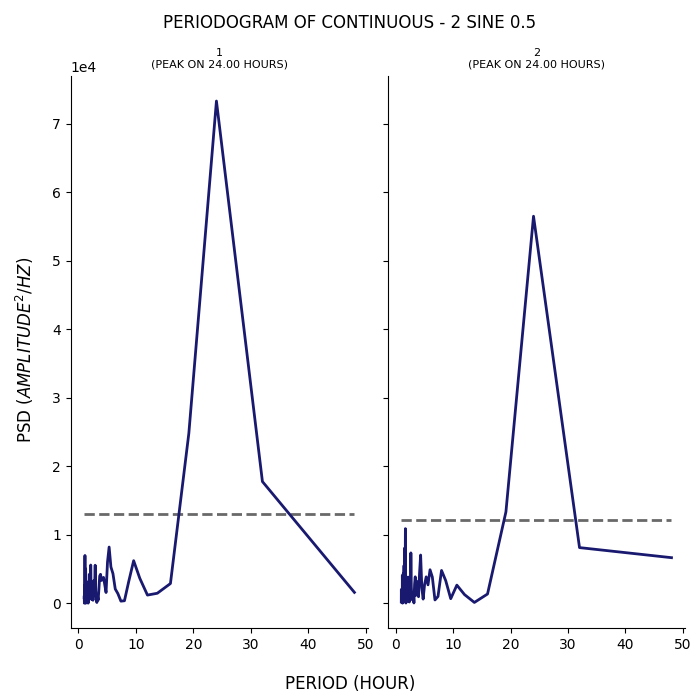 PERIODOGRAM OF CONTINUOUS - 2 SINE 0.5
1
(PEAK ON 24.00 HOURS)
2
(PEAK ON 24.00 HOURS)
1e4
7
6
5
4
3
2
1
0
PSD (AMPLITUDE²/HZ)
0 10 20 30 40 50
0 10 20 30 40 50
PERIOD (HOUR)